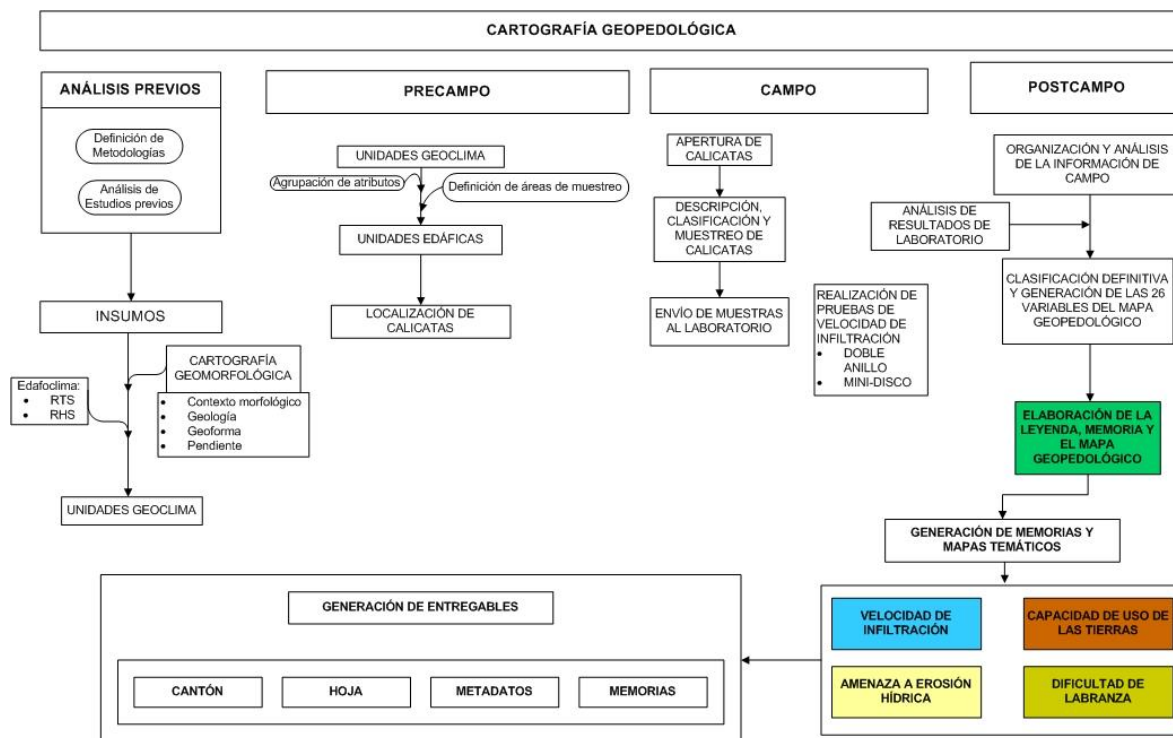 CARTOGRAFÍA GEOPEDOLÓGICA
ANÁLISIS PREVIOS
Definición de
Metodologías
Análisis de
Estudios previos
INSUMOS
CARTOGRAFÍA
GEOMORFOLÓGICA
• Contexto morfológico
• Geología
• Geoforma
• Pendiente
Edafoclima:
• RTS
• RHS
UNIDADES GEOCLIMA
PRECAMPO
UNIDADES GEOCLIMA
Agrupación de atributos
Definición de áreas de muestreo
UNIDADES EDÁFICAS
LOCALIZACIÓN DE
CALICATAS
CAMPO
APERTURA DE
CALICATAS
DESCRIPCIÓN,
CLASIFICACIÓN Y
MUESTREO DE
CALICATAS
ENVÍO DE MUESTRAS
AL LABORATORIO
REALIZACIÓN DE
PRUEBAS DE
VELOCIDAD DE
INFILTRACIÓN
• DOBLE
ANILLO
• MINI-DISCO
POSTCAMPO
ORGANIZACIÓN Y ANÁLISIS
DE LA INFORMACIÓN DE
CAMPO
ANÁLISIS DE
RESULTADOS DE
LABORATORIO
CLASIFICACIÓN DEFINITIVA
Y GENERACIÓN DE LAS 26
VARIABLES DEL MAPA
GEOPEDOLÓGICO
ELABORACIÓN DE LA
LEYENDA, MEMORIA Y
EL MAPA
GEOPEDOLÓGICO
GENERACIÓN DE MEMORIAS Y
MAPAS TEMÁTICOS
VELOCIDAD DE
INFILTRACIÓN
CAPACIDAD DE USO DE
LAS TIERRAS
AMENAZA A EROSIÓN
HÍDRICA
DIFICULTAD DE
LABRANZA
GENERACIÓN DE ENTREGABLES
CANTÓN
HOJA
METADATOS
MEMORIAS